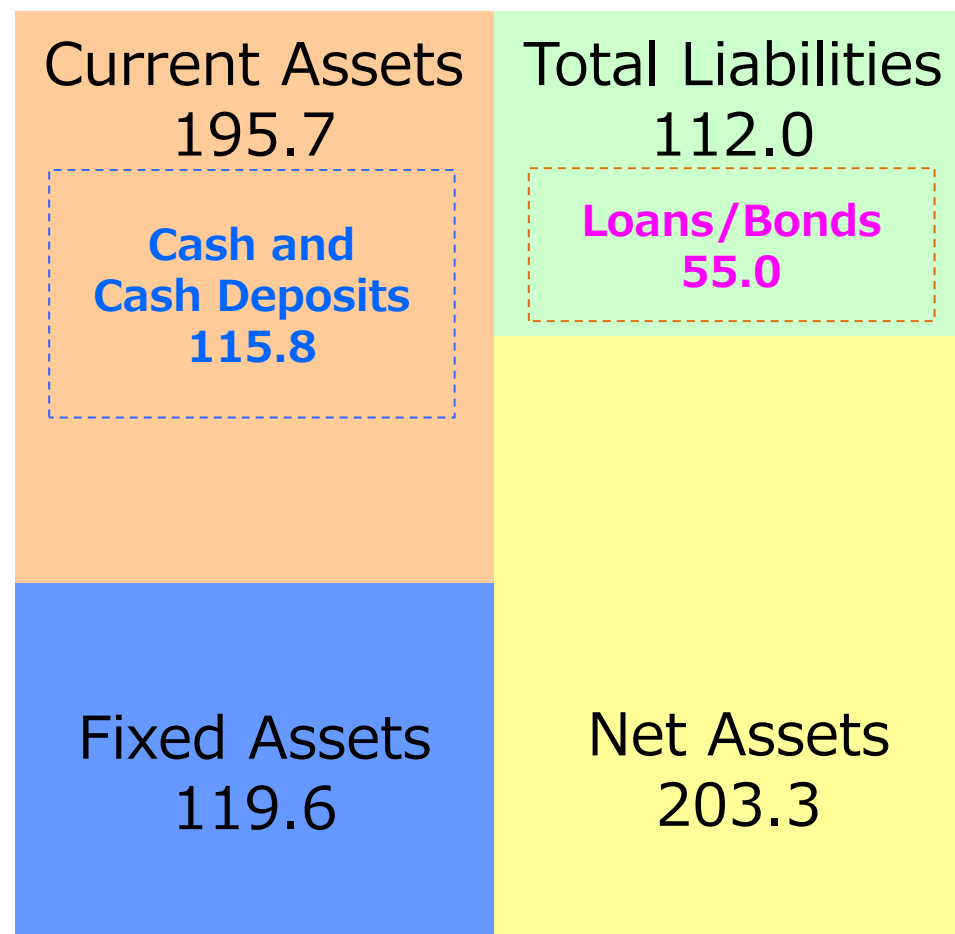 Current Assets
195.7
Cash and
Cash Deposits
115.8
Total Liabilities
112.0
Loans/Bonds
55.0
Fixed Assets
119.6
Net Assets
203.3